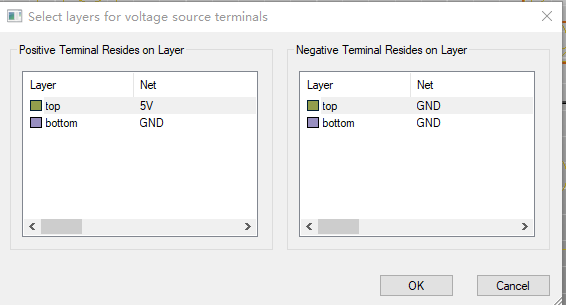 Select layers for voltage source terminals
Positive Terminal Resides on Layer
Negative Terminal Resides on Layer
Layer Net
top 5V
bottom GND
Layer Net
top GND
bottom GND
OK Cancel